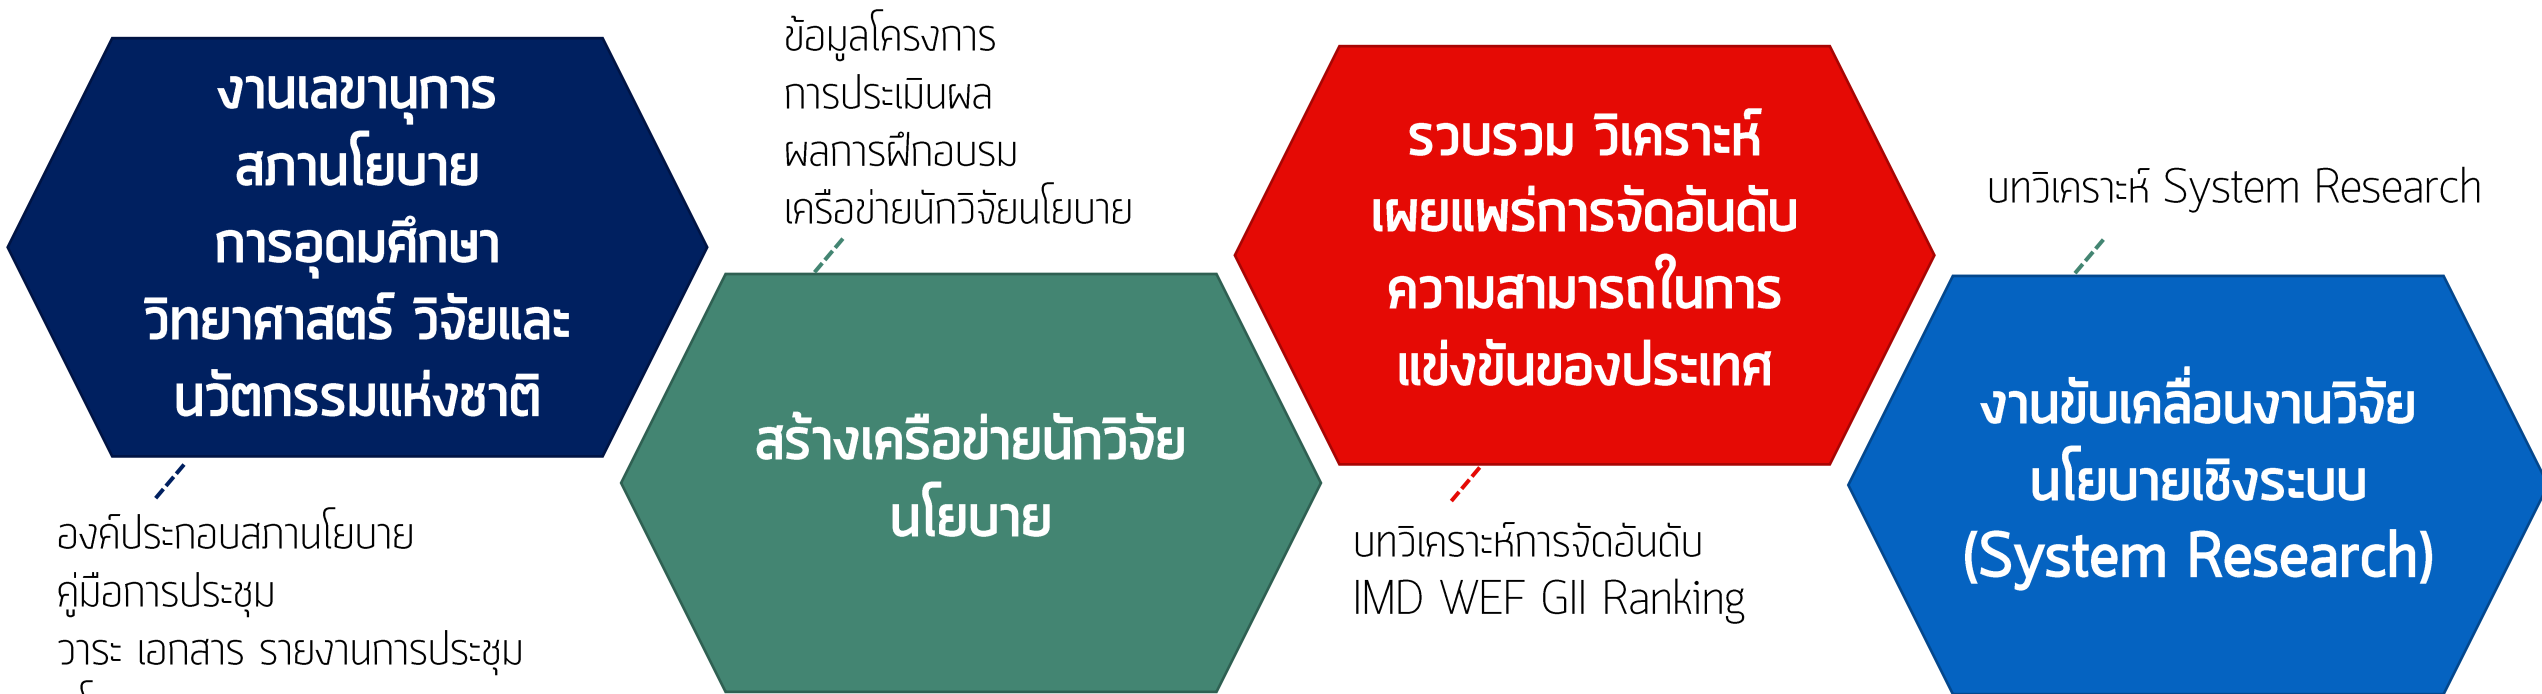 งานเลขานุการ
สภานโยบาย
การอุดมศึกษา
วิทยาศาสตร์ วิจัยและ
นวัตกรรมแห่งชาติ
องค์ประกอบสภานโยบาย
คู่มือการประชุม
วาระ เอกสาร รายงานการประชุม
ข้อมูลโครงการ
การประเมินผล
ผลการฝึกอบรม
เครือข่ายนักวิจัยนโยบาย
สร้างเครือข่ายนักวิจัย
นโยบาย
รวบรวม วิเคราะห์
เผยแพร่การจัดอันดับ
ความสามารถในการ
แข่งขันของประเทศ
บทวิเคราะห์การจัดอันดับ
IMD WEF GII Ranking
บทวิเคราะห์ System Research
งานขับเคลื่อนงานวิจัย
นโยบายเชิงระบบ
(System Research)